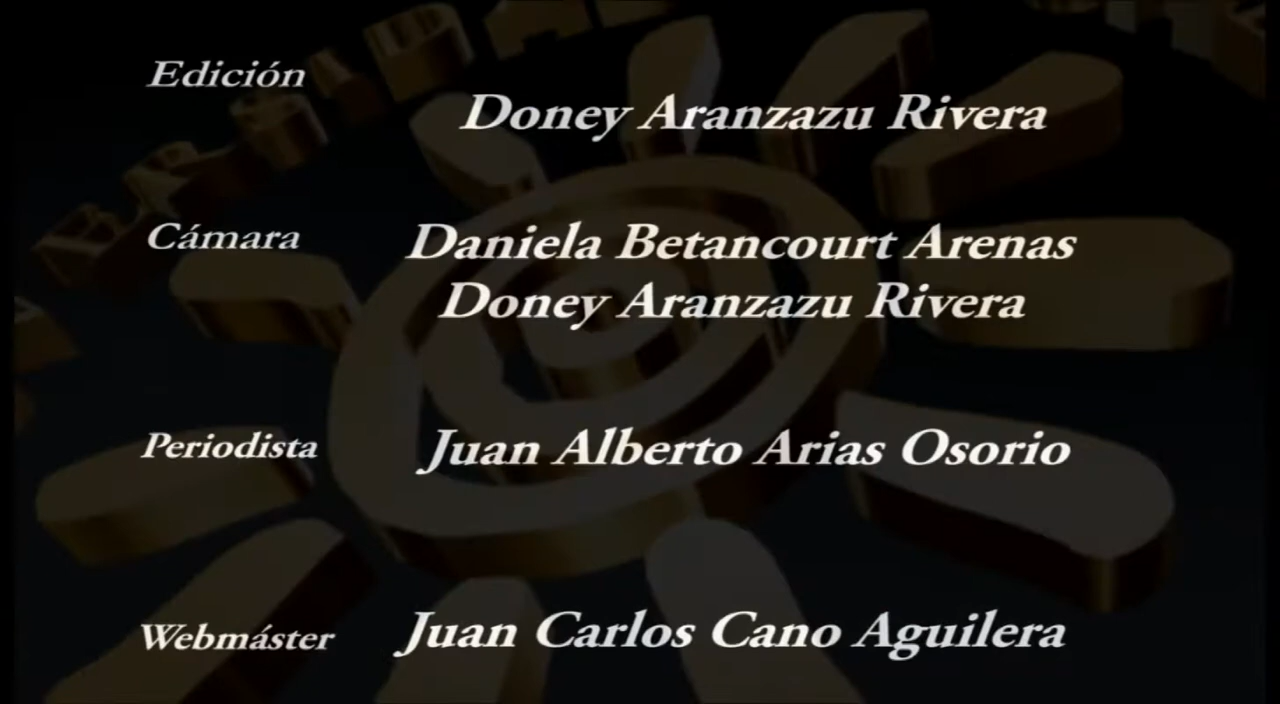 Edición
Doney Aranzazu Rivera
Cámara
Daniela Betancourt Arenas
Doney Aranzazu Rivera
Periodista
Juan Alberto Arias Osorio
Webmáster
Juan Carlos Cano Aguilera